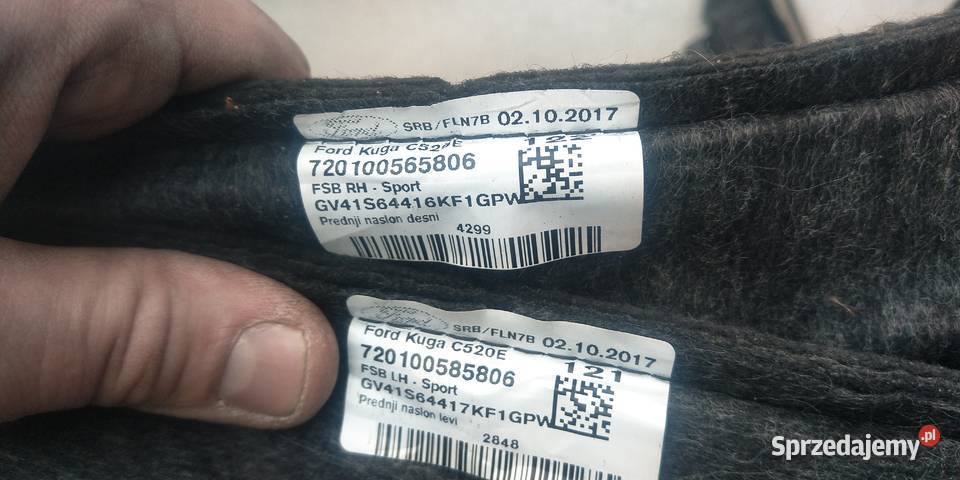 SRB/FLN7B 02.10.2017
Ford Kuga C520E
122
720100565806
FSB RH - Sport
GV41S64416KF1GPW
Prednji naslon desni
4299
SRB/FLN7B 02.10.2017
Ford Kuga C520E
121
720100585806
FSB LH - Sport
GV41S64417KF1GPW
Prednji naslon levi
2848
Sprzedajemy.pl